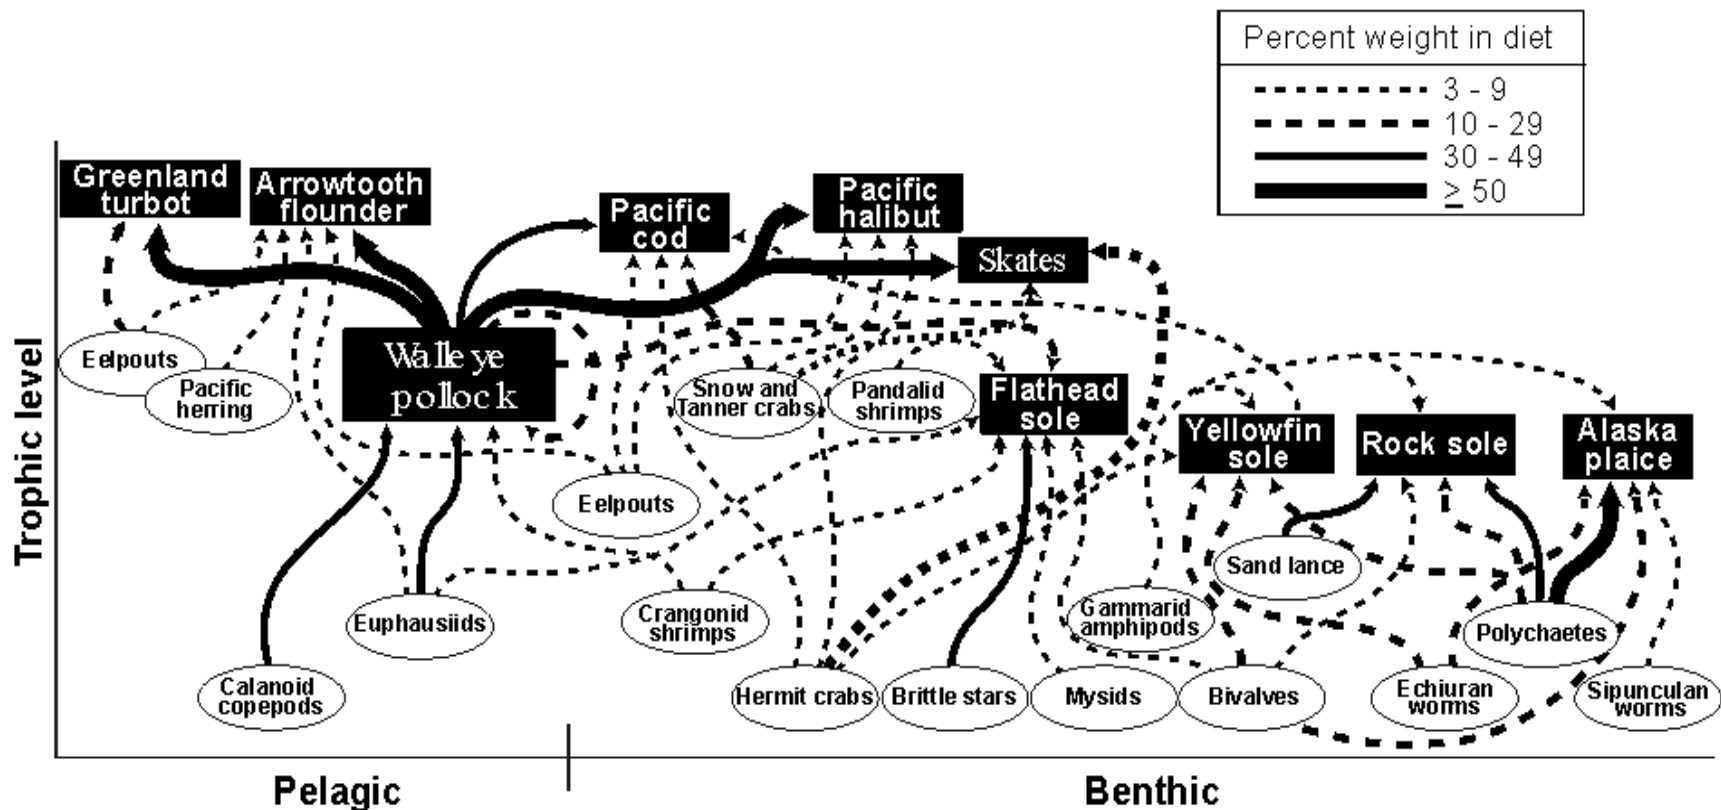 Percent weight in diet
3 - 9
10 - 29
30 - 49
≥ 50
Greenland
turbot
Arrowtooth
flounder
Pacific
cod
Pacific
halibut
Skates
Walleye
pollock
Eelpouts
Pacific
herring
Snow and
Tanner crabs
Pandalid
shrimps
Flathead
sole
Yellowfin
sole
Rock sole
Alaska
plaice
Eelpouts
Sand lance
Euphausiids
Crangonid
shrimps
Gammarid
amphipods
Polychaetes
Calanoid
copepods
Hermit crabs
Brittle stars
Mysids
Bivalves
Echiuran
worms
Sipunculan
worms
Trophic level
Pelagic
Benthic